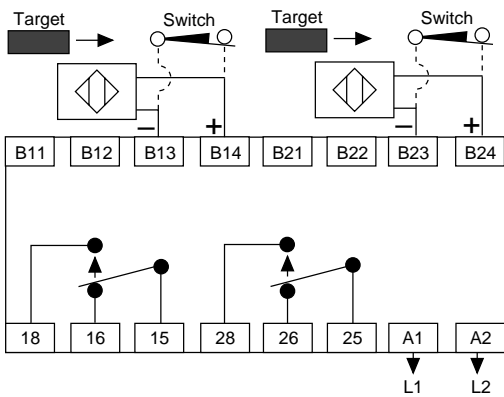 Target Switch Target Switch
− + − +
B11 B12 B13 B14 B21 B22 B23 B24
18 16 15 28 26 25 A1 A2
L1 L2